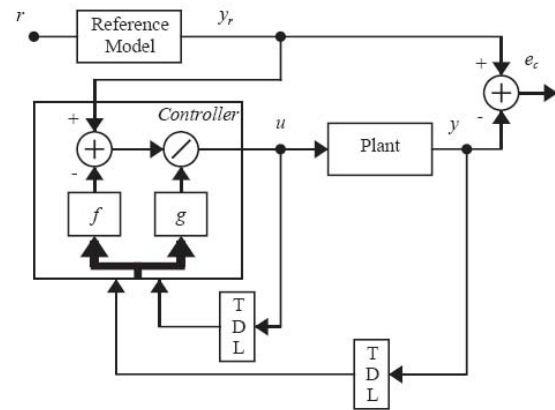 r
Reference
Model
y_r
+
e_c
+
-
Controller
u
y
+
+
-
Plant
f
g
T
D
L
T
D
L